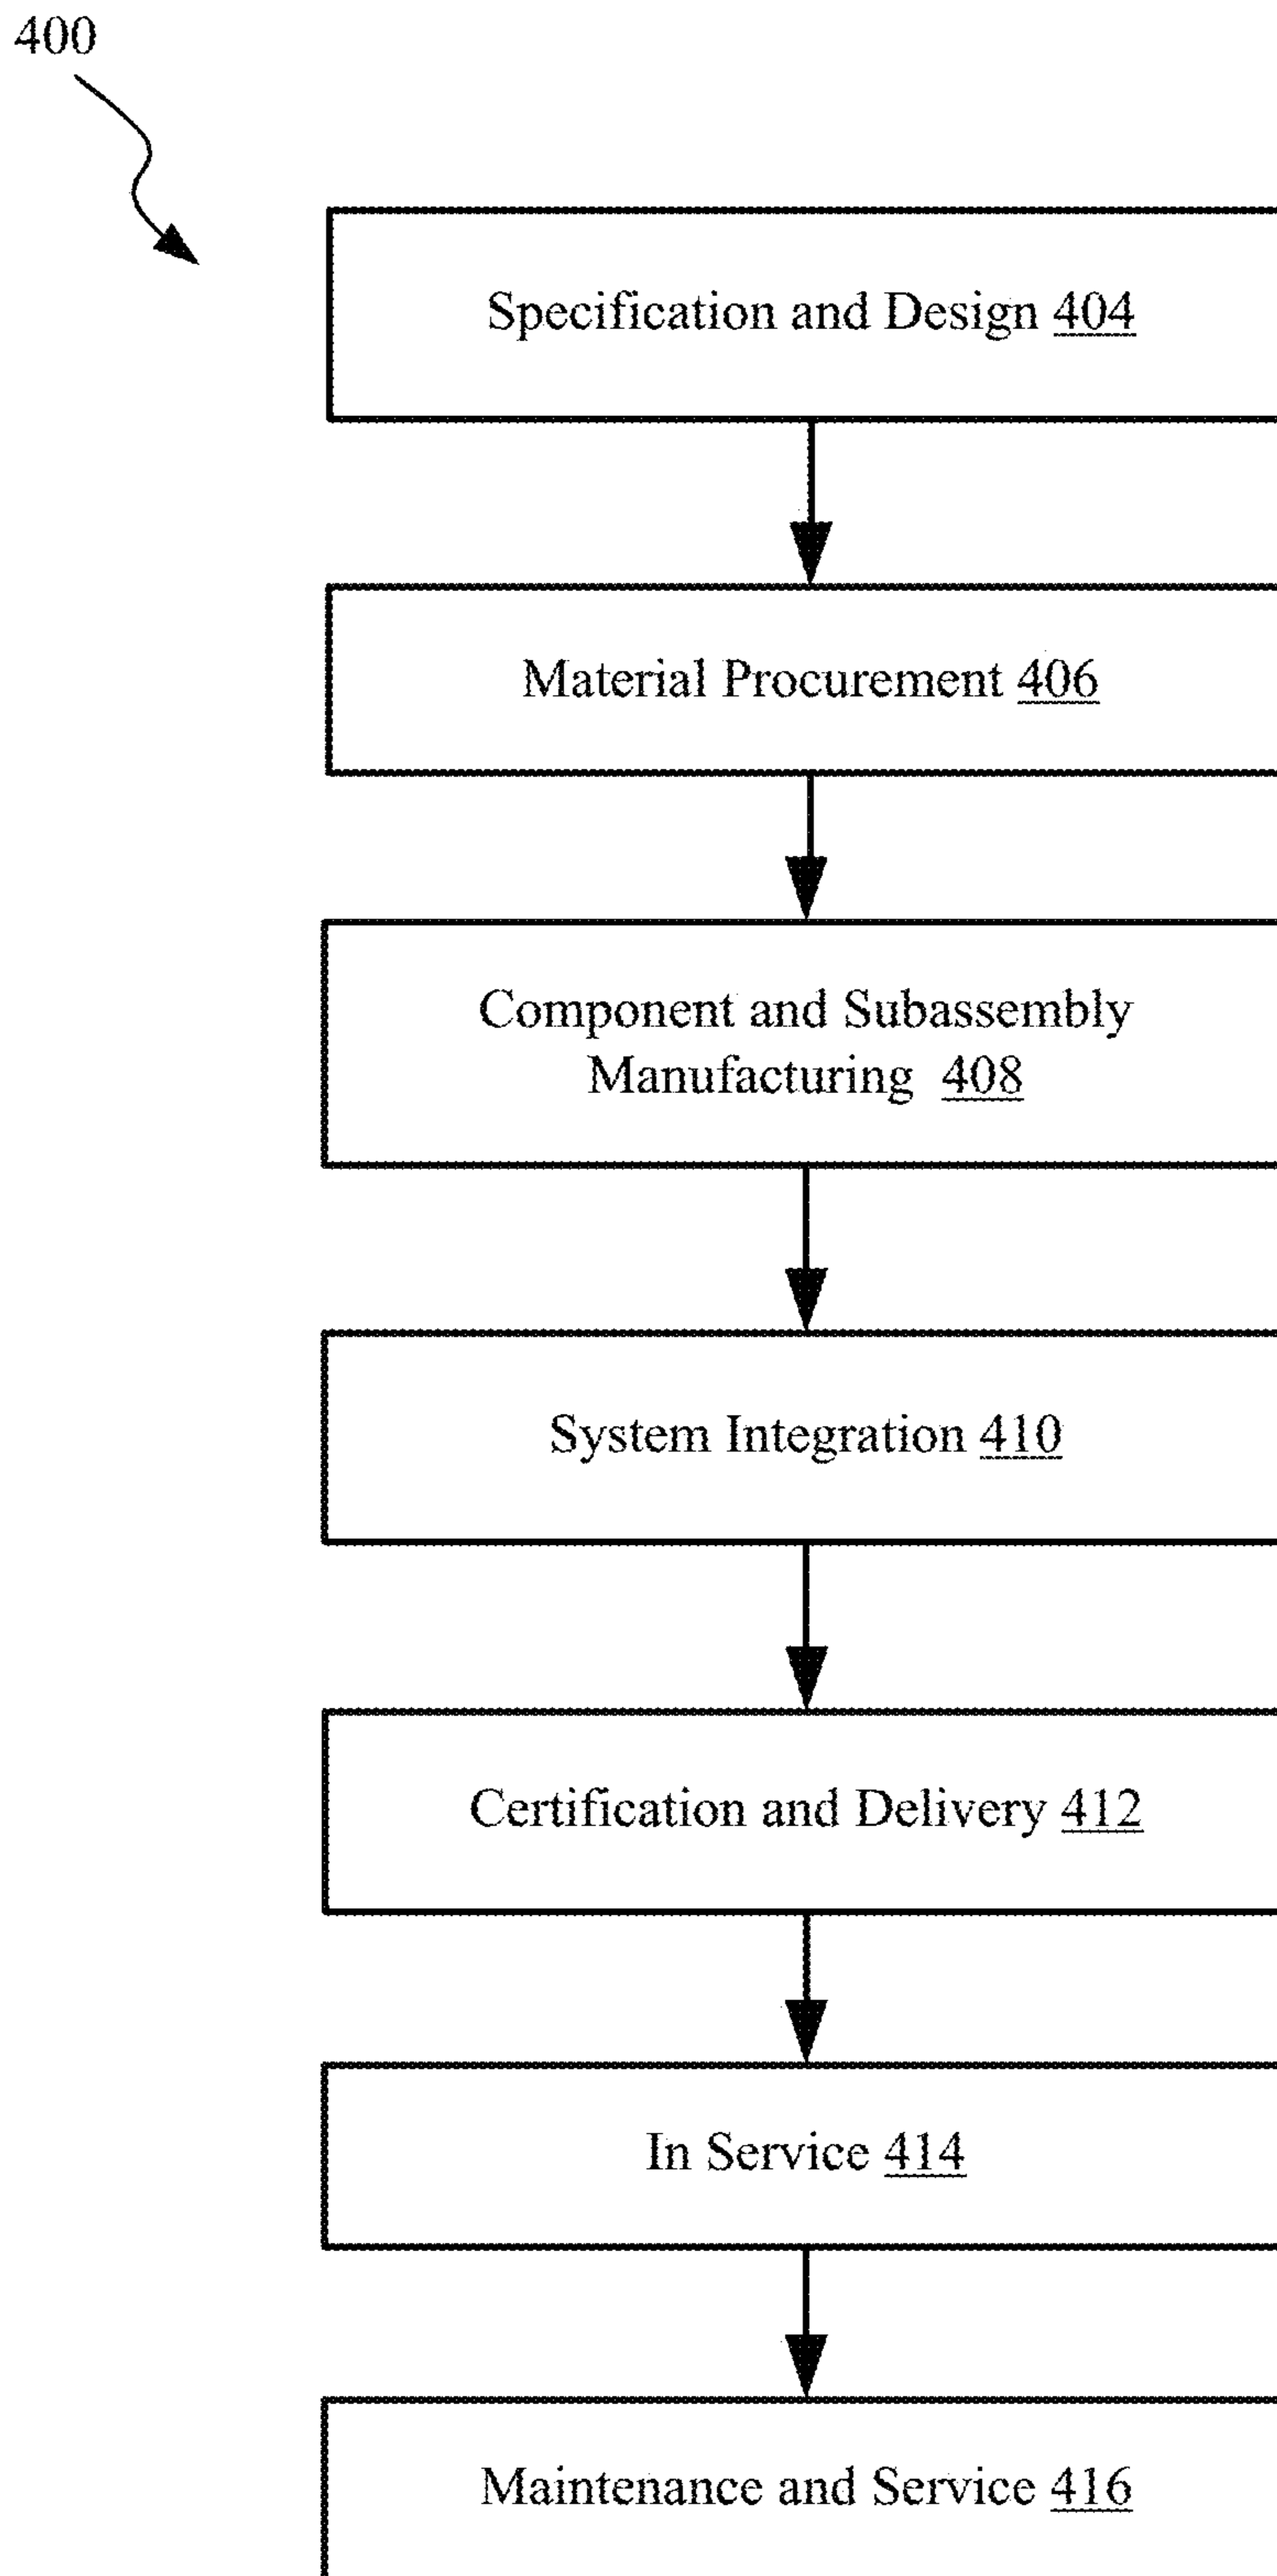 400
Specification and Design 404
Material Procurement 406
Component and Subassembly
Manufacturing 408
System Integration 410
Certification and Delivery 412
In Service 414
Maintenance and Service 416